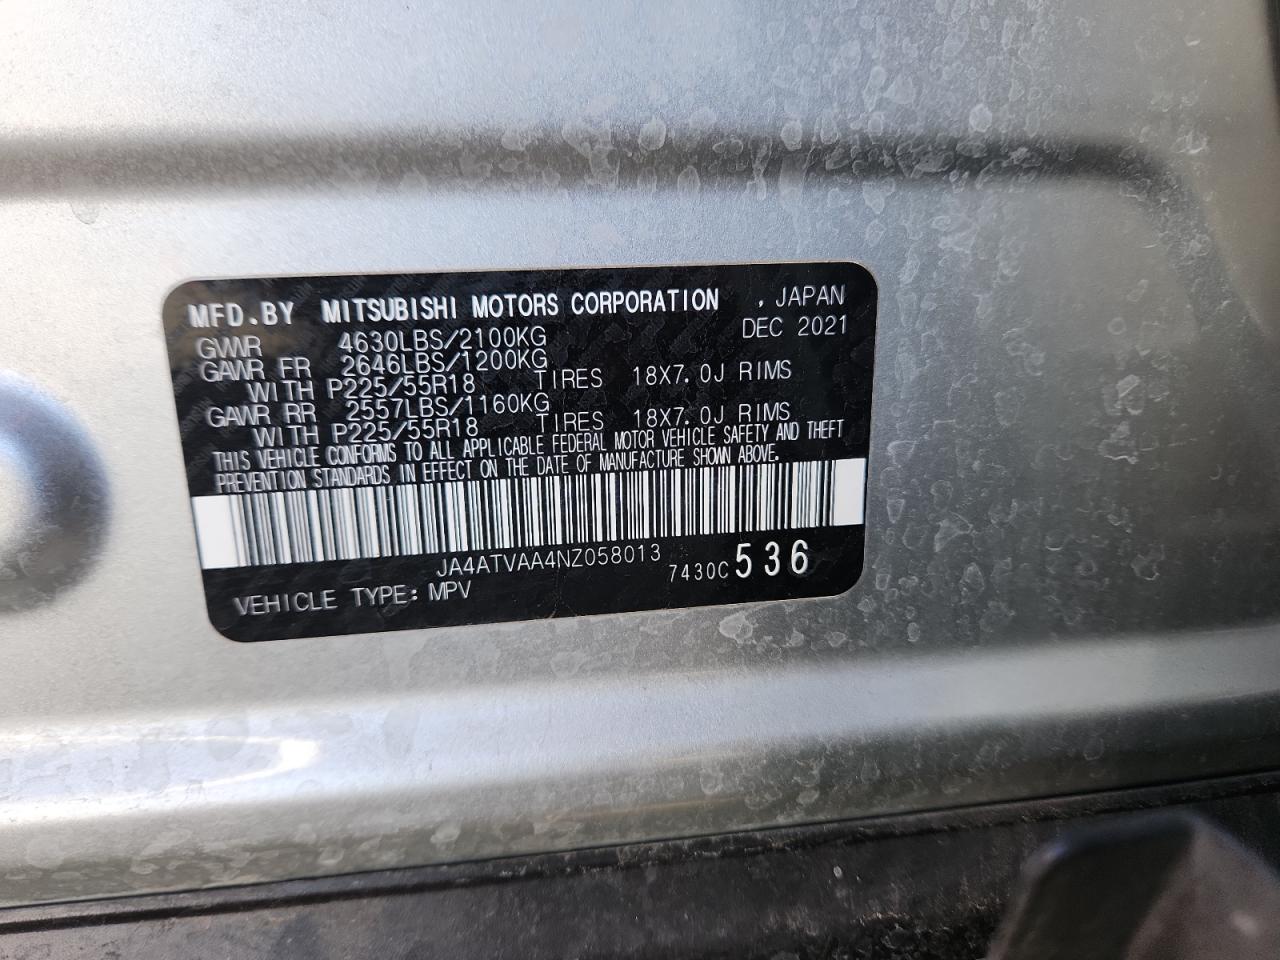 MFD.BY MITSUBISHI MOTORS CORPORATION , JAPAN
GVWR 4630LBS/2100KG DEC 2021
GAWR FR 2646LBS/1200KG
WITH P225/55R18 TIRES 18X7.0J RIMS
GAWR RR 2557LBS/1160KG
WITH P225/55R18 TIRES 18X7.0J RIMS
THIS VEHICLE CONFORMS TO ALL APPLICABLE FEDERAL MOTOR VEHICLE SAFETY AND THEFT
PREVENTION STANDARDS IN EFFECT ON THE DATE OF MANUFACTURE SHOWN ABOVE.
JA4ATVAA4NZ058013
VEHICLE TYPE: MPV 7430C 536